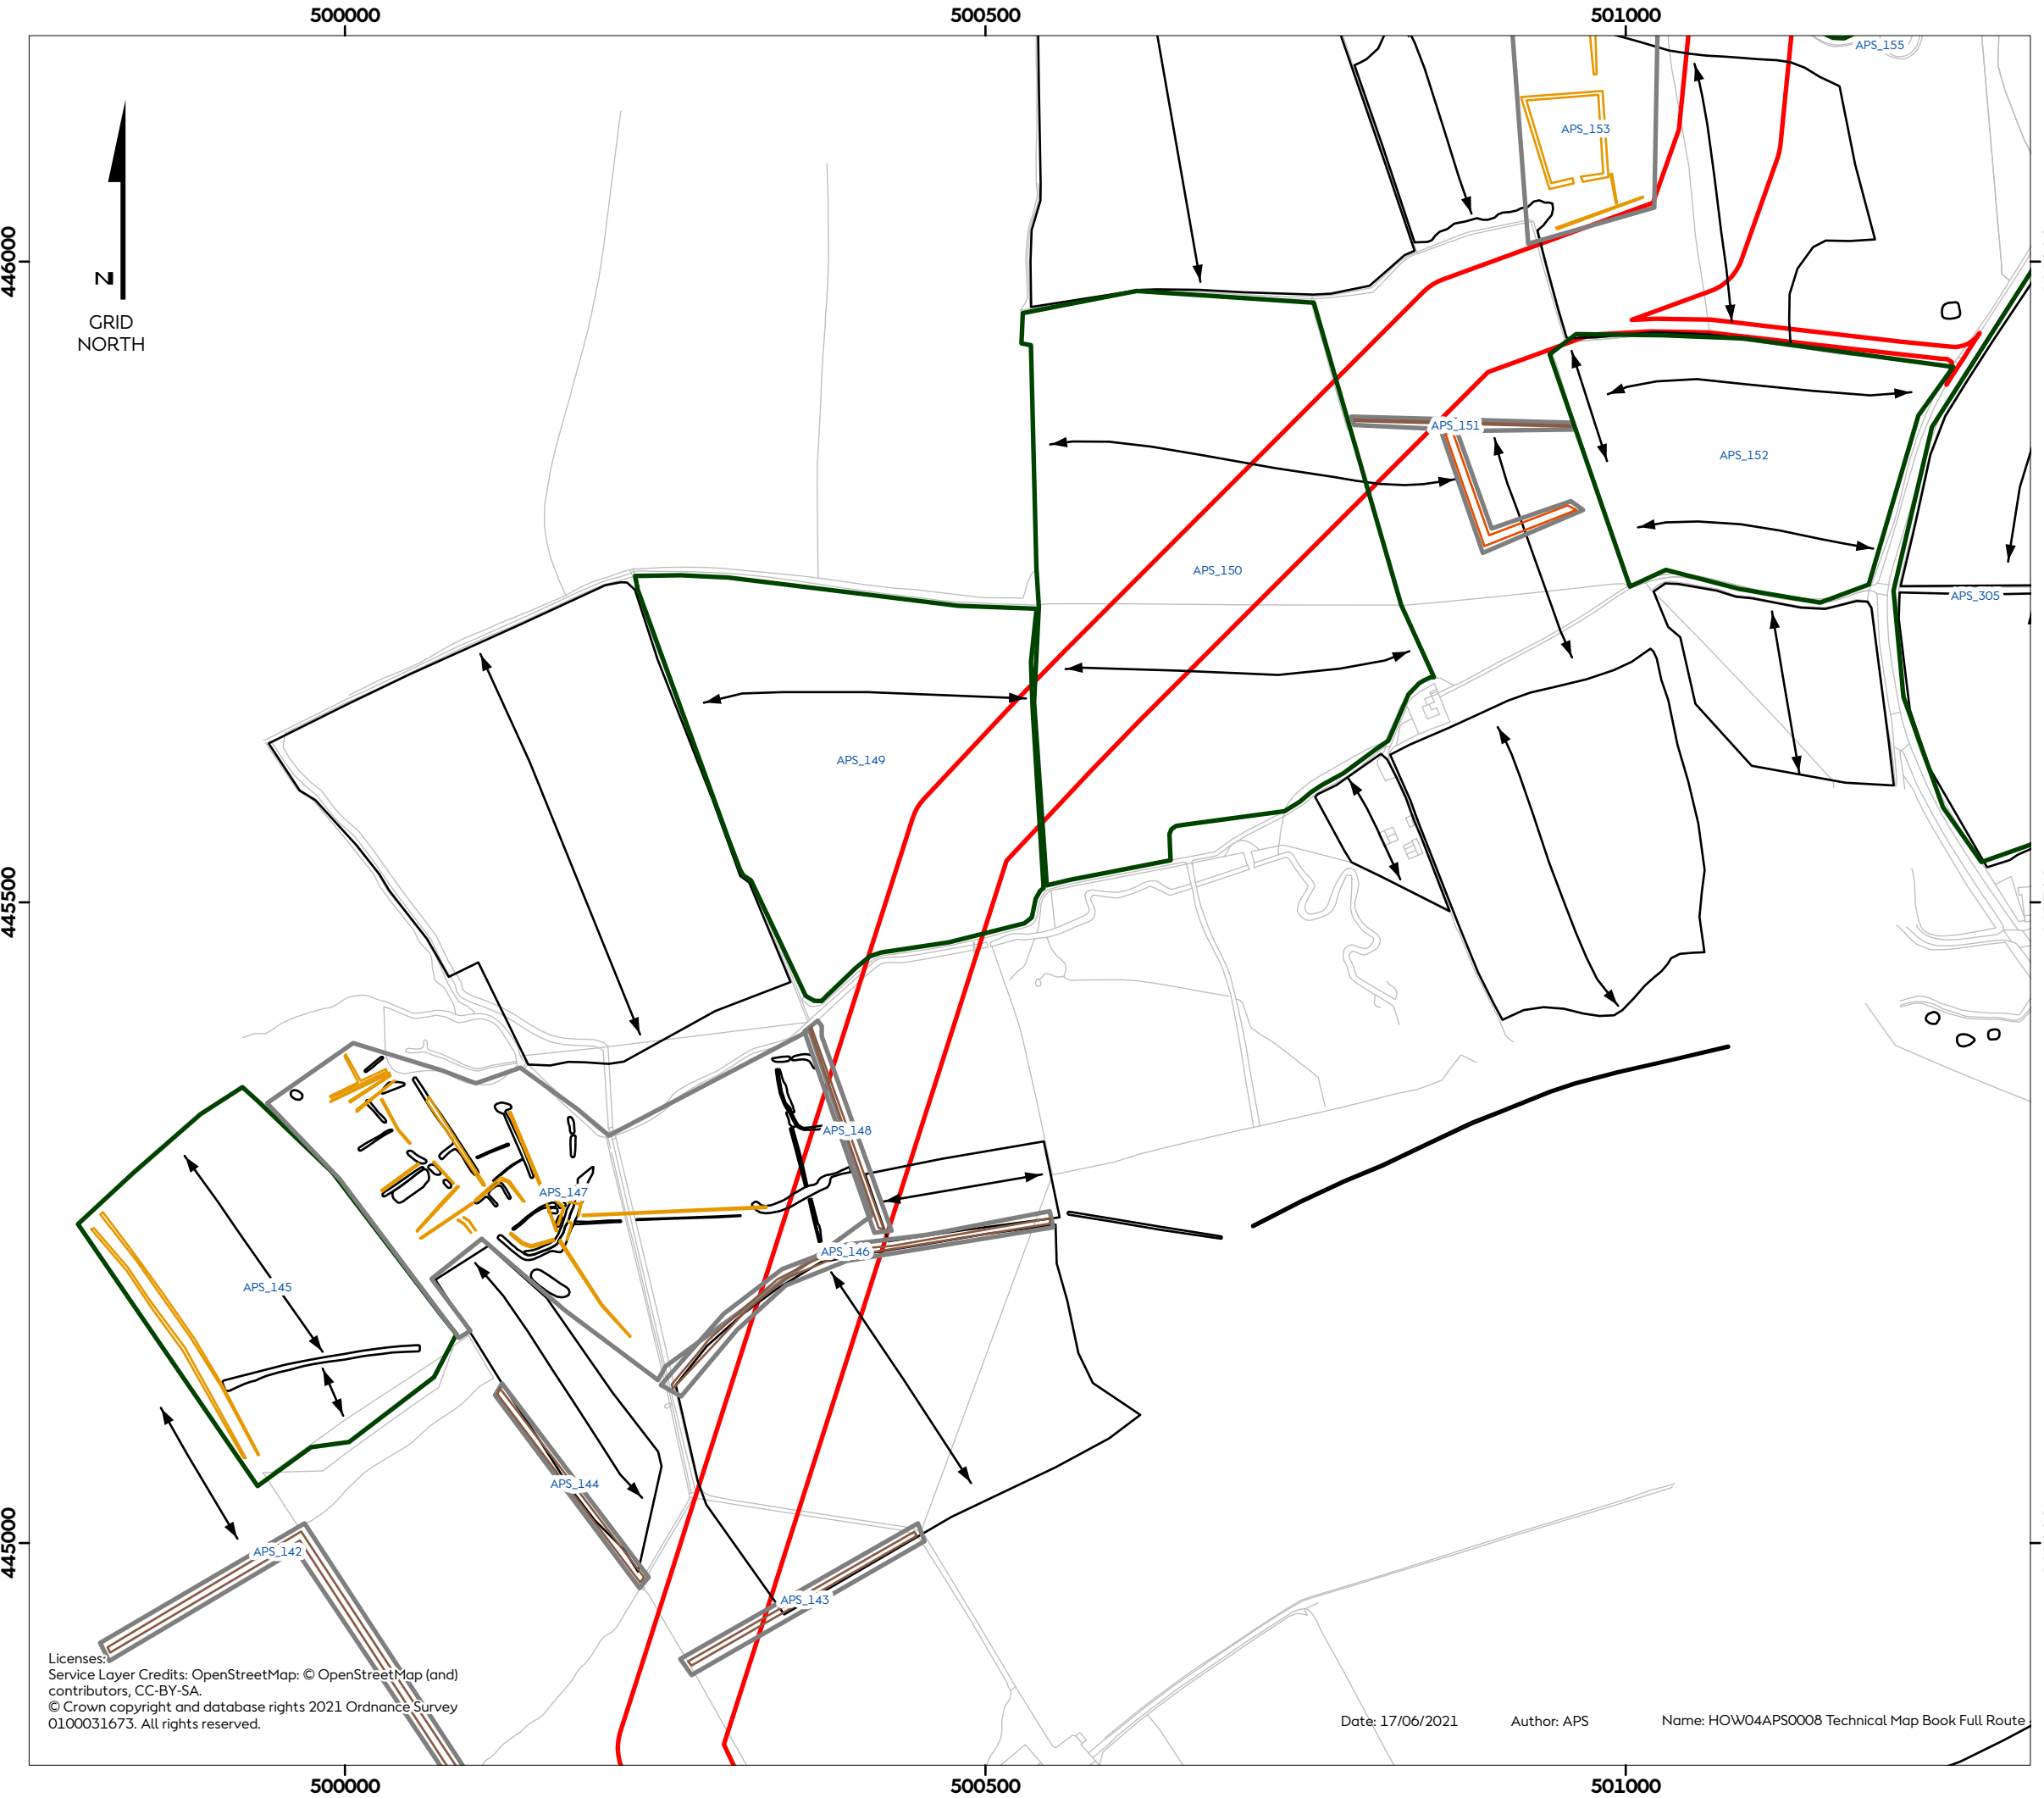 500000
500500
501000
APS_155
APS_153
446000
N
GRID
NORTH
APS_151
APS_152
APS_150
APS_305
APS_149
445500
APS_148
APS_147
APS_146
APS_145
APS_144
445000
APS_142
APS_143
Licenses:
Service Layer Credits: OpenStreetMap: © OpenStreetMap (and)
contributors, CC-BY-SA.
© Crown copyright and database rights 2021 Ordnance Survey
0100031673. All rights reserved.
Date: 17/06/2021 Author: APS Name: HOW04APS0008 Technical Map Book Full Route
500000
500500
501000